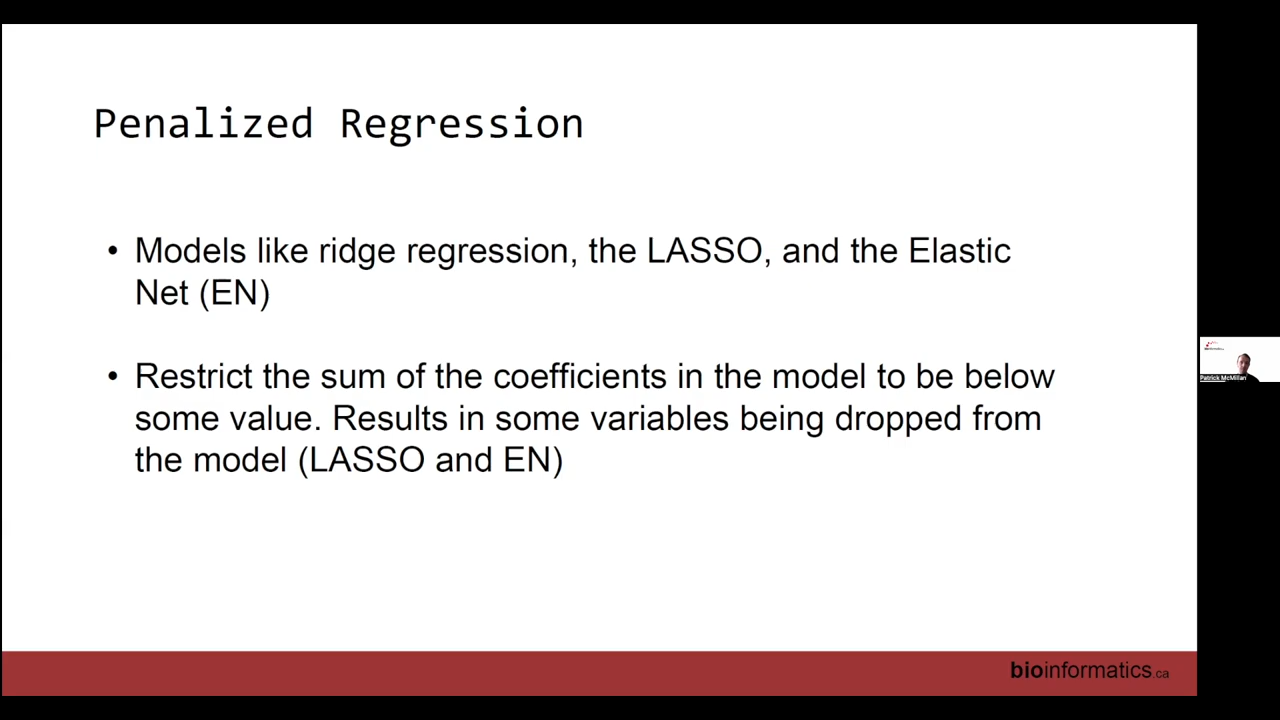 Penalized Regression
• Models like ridge regression, the LASSO, and the Elastic
Net (EN)
• Restrict the sum of the coefficients in the model to be below
some value. Results in some variables being dropped from
the model (LASSO and EN)
Patrick McMillan
bioinformatics.ca